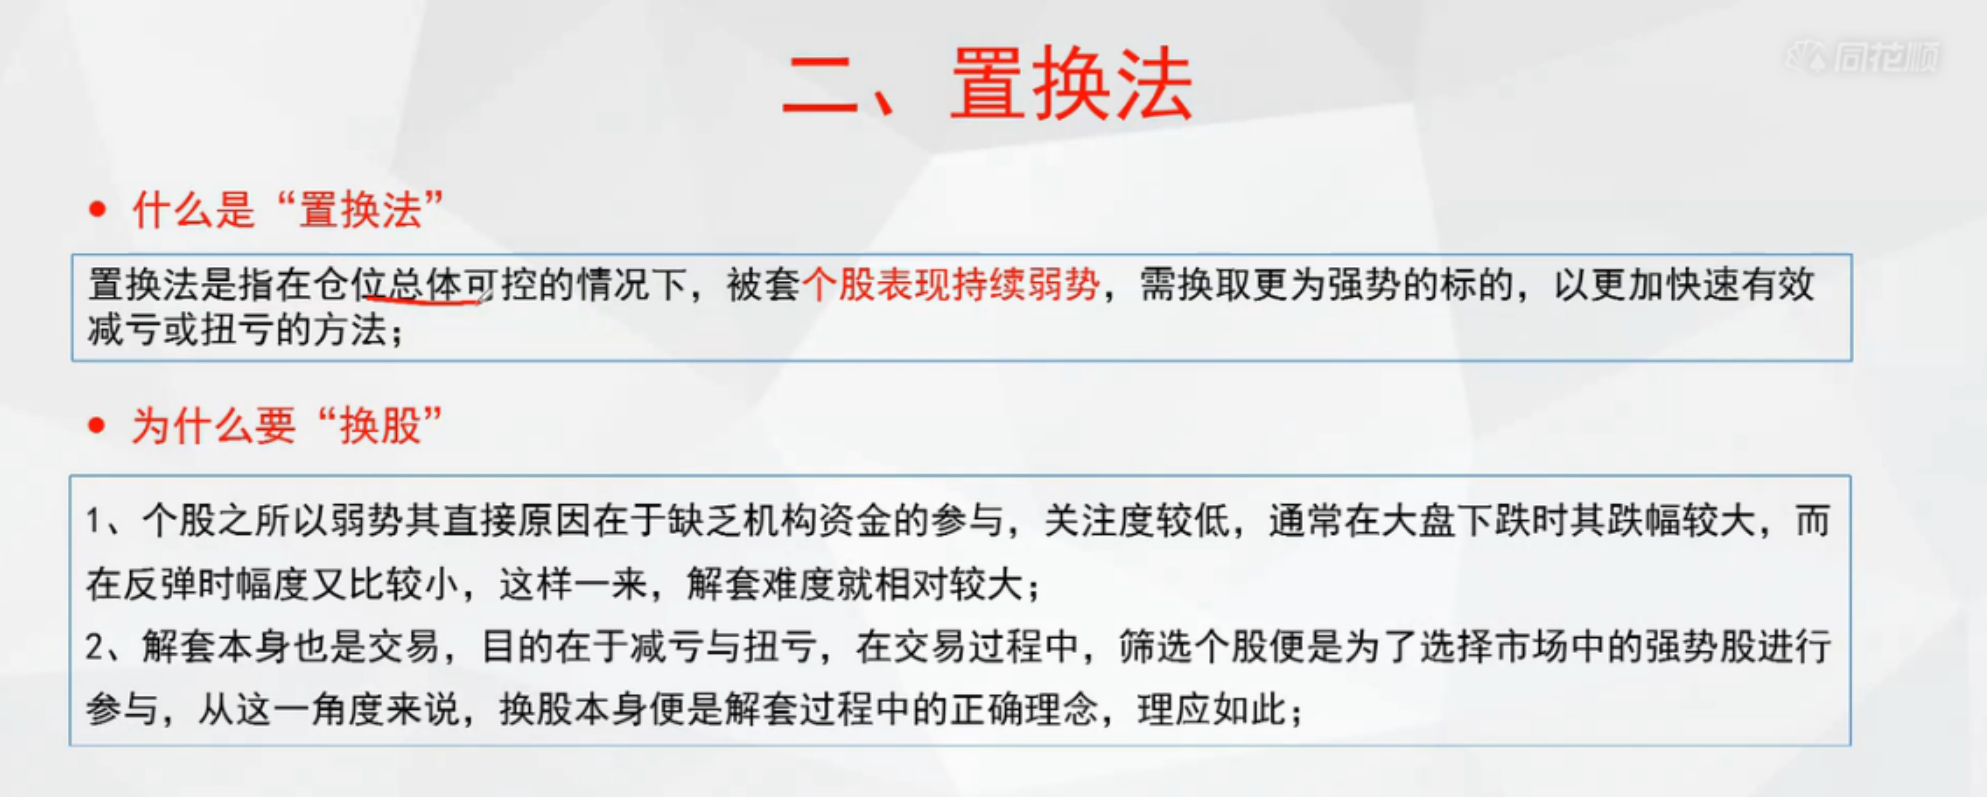 二、置换法
同花顺
• 什么是“置换法”
置换法是指在仓位总体可控的情况下，被套个股表现持续弱势，需换取更为强势的标的，以更加快速有效
减亏或扭亏的方法；
• 为什么要“换股”
1、个股之所以弱势其直接原因在于缺乏机构资金的参与，关注度较低，通常在大盘下跌时其跌幅较大，而
在反弹时幅度又比较小，这样一来，解套难度就相对较大；
2、解套本身也是交易，目的在于减亏与扭亏，在交易过程中，筛选个股便是为了选择市场中的强势股进行
参与，从这一角度来说，换股本身便是解套过程中的正确理念，理应如此；